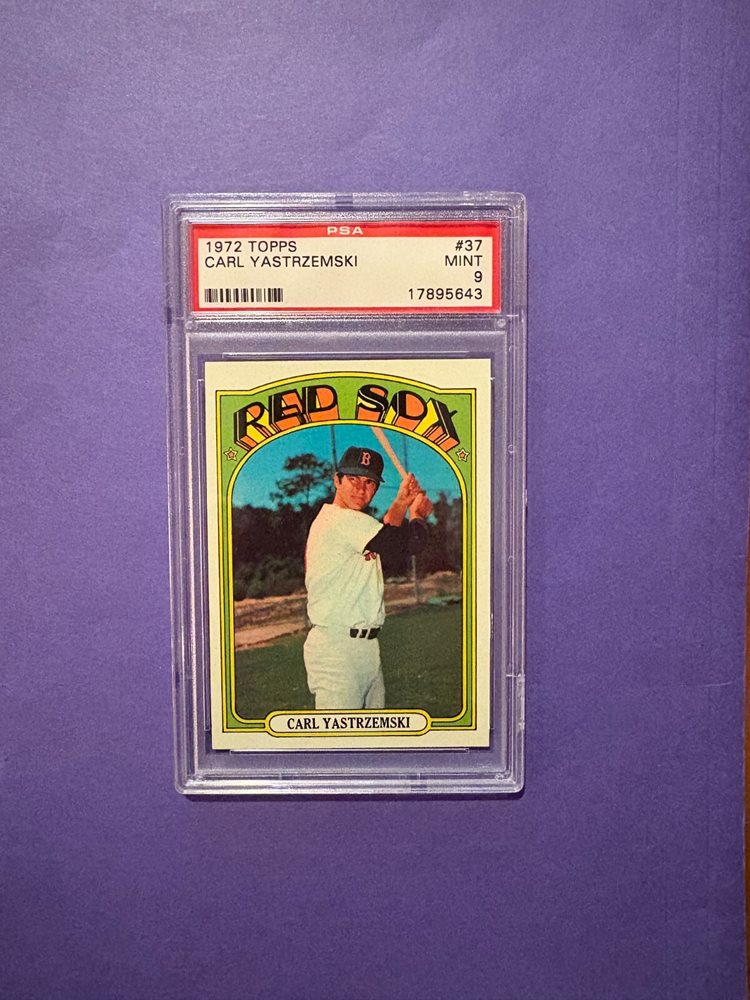 PSA
1972 TOPPS #37
CARL YASTRZEMSKI MINT
9
17895643
RED SOX
B
CARL YASTRZEMSKI